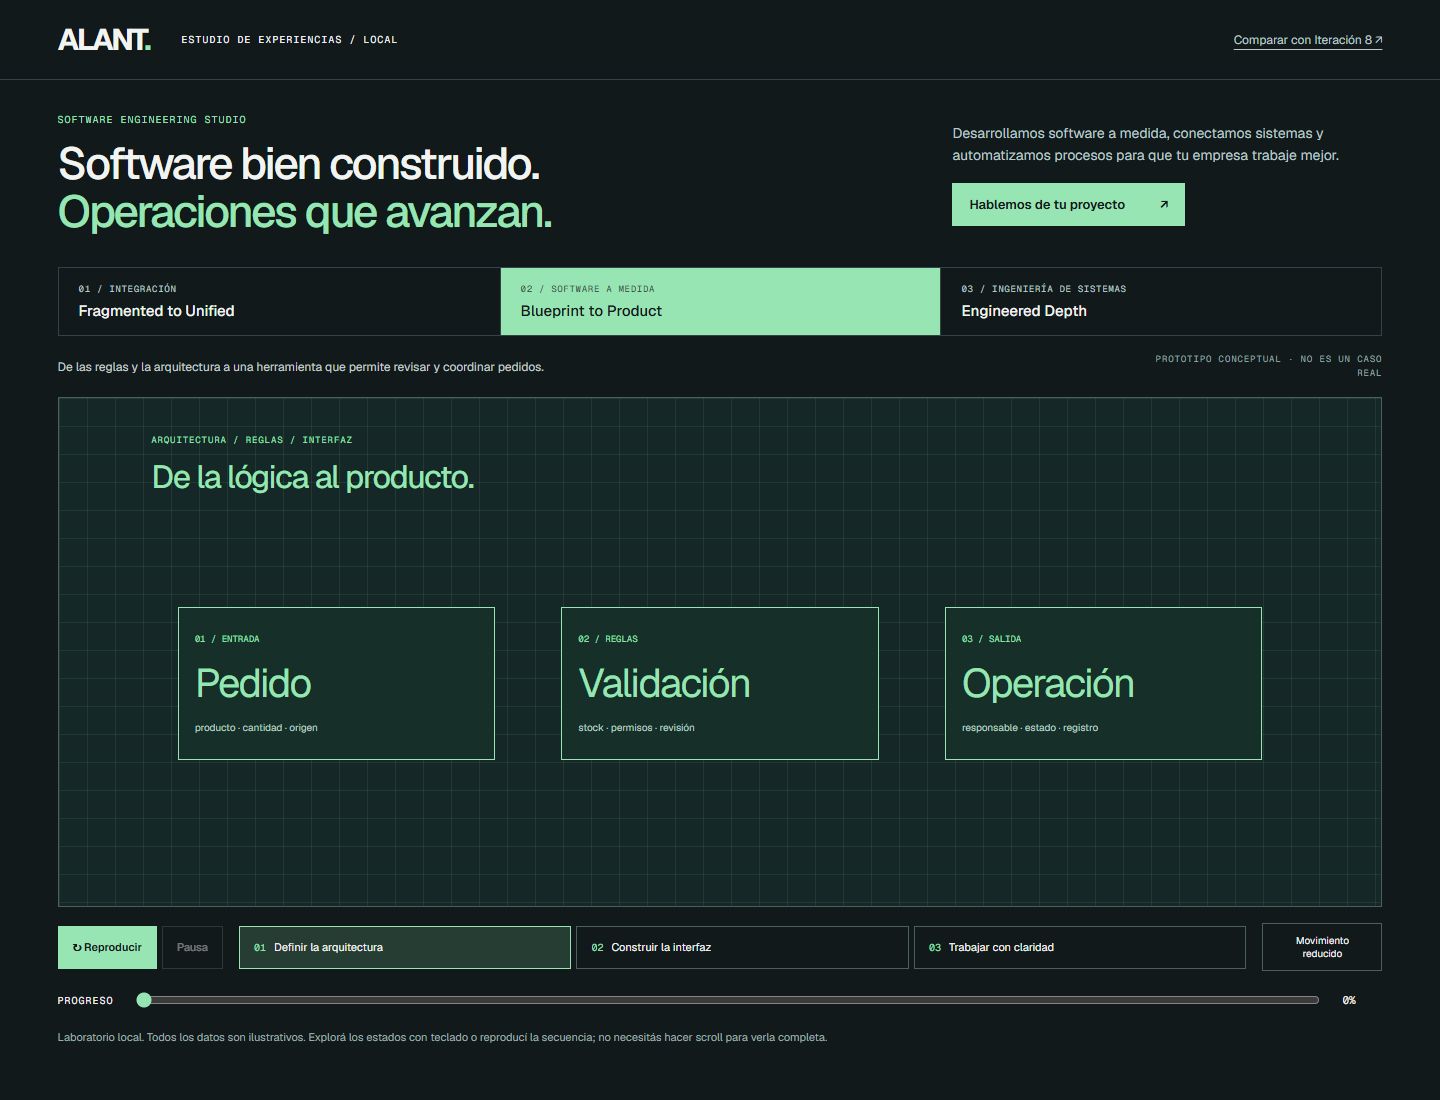 ALANT.
ESTUDIO DE EXPERIENCIAS / LOCAL
Comparar con Iteración 8 ↗
SOFTWARE ENGINEERING STUDIO
Software bien construido.
Operaciones que avanzan.
Desarrollamos software a medida, conectamos sistemas y
automatizamos procesos para que tu empresa trabaje mejor.
Hablemos de tu proyecto ↗
01 / INTEGRACIÓN
Fragmented to Unified
02 / SOFTWARE A MEDIDA
Blueprint to Product
03 / INGENIERÍA DE SISTEMAS
Engineered Depth
De las reglas y la arquitectura a una herramienta que permite revisar y coordinar pedidos.
PROTOTIPO CONCEPTUAL · NO ES UN CASO
REAL
ARQUITECTURA / REGLAS / INTERFAZ
De la lógica al producto.
01 / ENTRADA
Pedido
producto · cantidad · origen
02 / REGLAS
Validación
stock · permisos · revisión
03 / SALIDA
Operación
responsable · estado · registro
↻ Reproducir
Pausa
01 Definir la arquitectura
02 Construir la interfaz
03 Trabajar con claridad
Movimiento
reducido
PROGRESO
0%
Laboratorio local. Todos los datos son ilustrativos. Explorá los estados con teclado o reproducí la secuencia; no necesitás hacer scroll para verla completa.